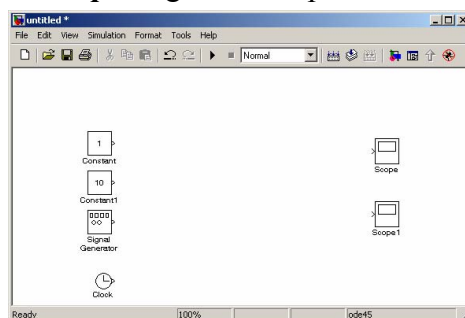 untitled *
File Edit View Simulation Format Tools Help
Normal
1
Constant
10
Constant1
Signal
Generator
Clock
Scope
Scope1
Ready 100% ode45